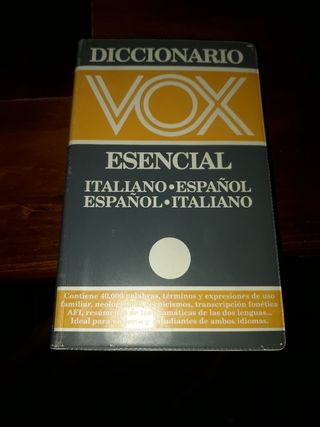 DICCIONARIO
VOX
ESENCIAL
ITALIANO•ESPAÑOL
ESPAÑOL•ITALIANO
Contiene 40.000 palabras, términos y expresiones de uso
familiar, neologismos, tecnicismos, transcripción fonética
AFI, resúmenes de las gramáticas de las dos lenguas...
Ideal para viajeros y estudiantes de ambos idiomas.